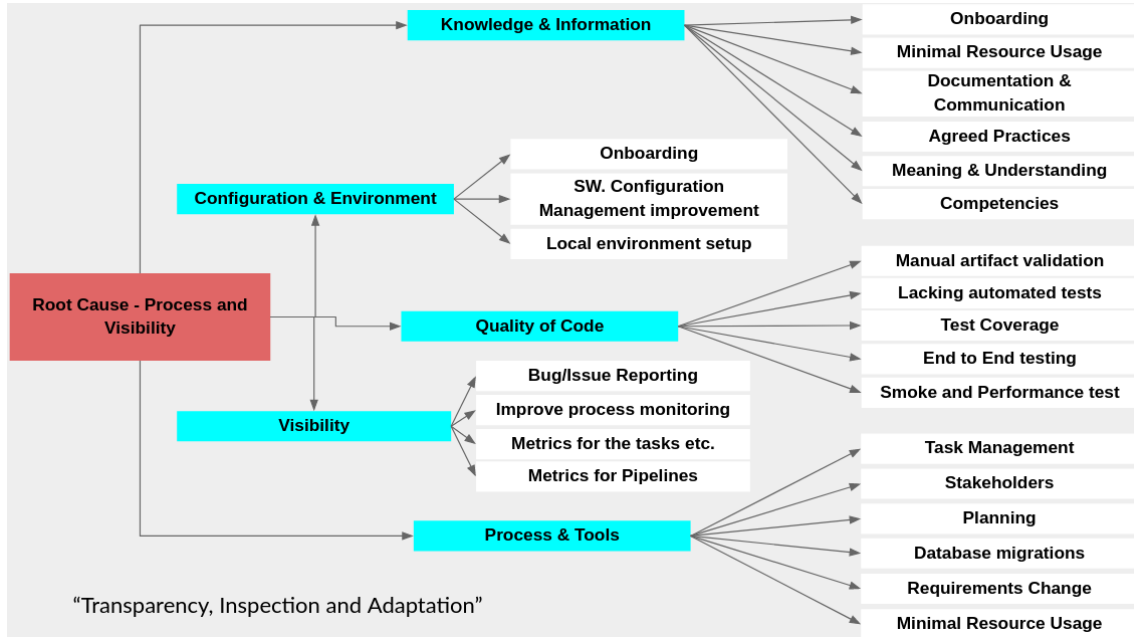 Knowledge & Information
Onboarding
Minimal Resource Usage
Documentation &
Communication
Agreed Practices
Meaning & Understanding
Competencies
Configuration & Environment
Onboarding
SW. Configuration
Management improvement
Local environment setup
Root Cause - Process and
Visibility
Quality of Code
Manual artifact validation
Lacking automated tests
Test Coverage
End to End testing
Smoke and Performance test
Visibility
Bug/Issue Reporting
Improve process monitoring
Metrics for the tasks etc.
Metrics for Pipelines
Process & Tools
Task Management
Stakeholders
Planning
Database migrations
Requirements Change
Minimal Resource Usage
“Transparency, Inspection and Adaptation”